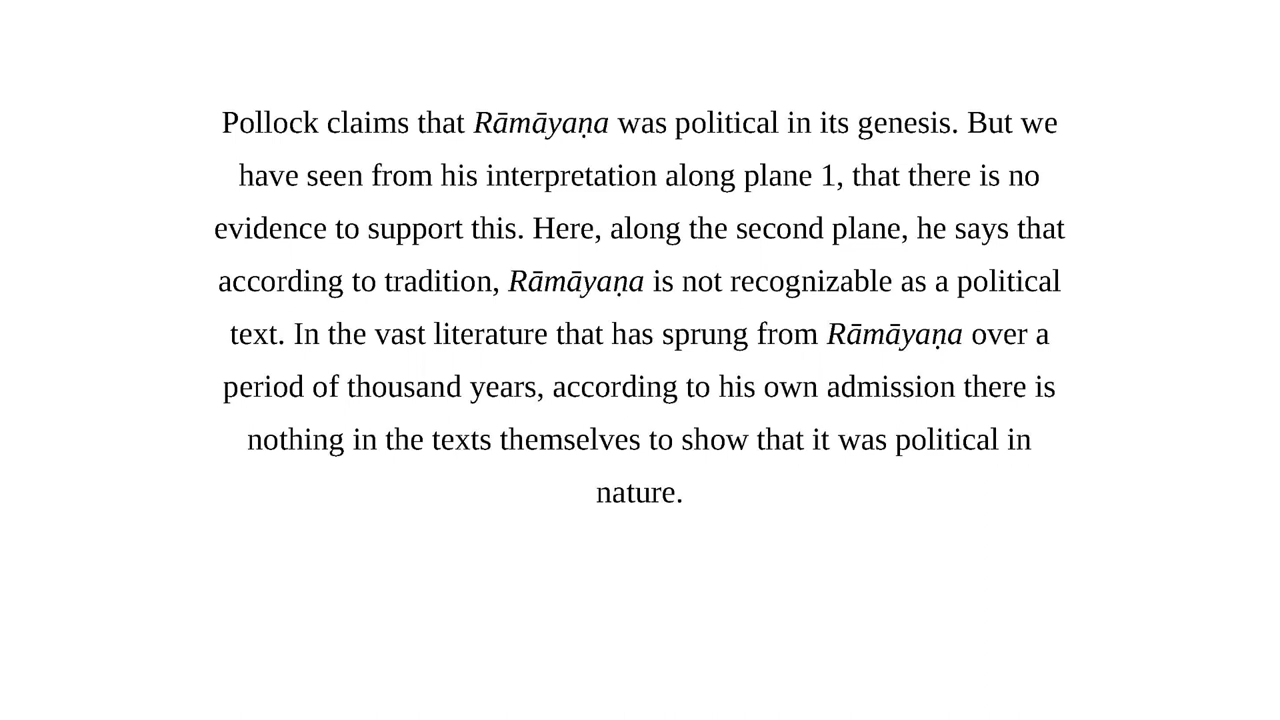 Pollock claims that Rāmāyaṇa was political in its genesis. But we
have seen from his interpretation along plane 1, that there is no
evidence to support this. Here, along the second plane, he says that
according to tradition, Rāmāyaṇa is not recognizable as a political
text. In the vast literature that has sprung from Rāmāyaṇa over a
period of thousand years, according to his own admission there is
nothing in the texts themselves to show that it was political in
nature.